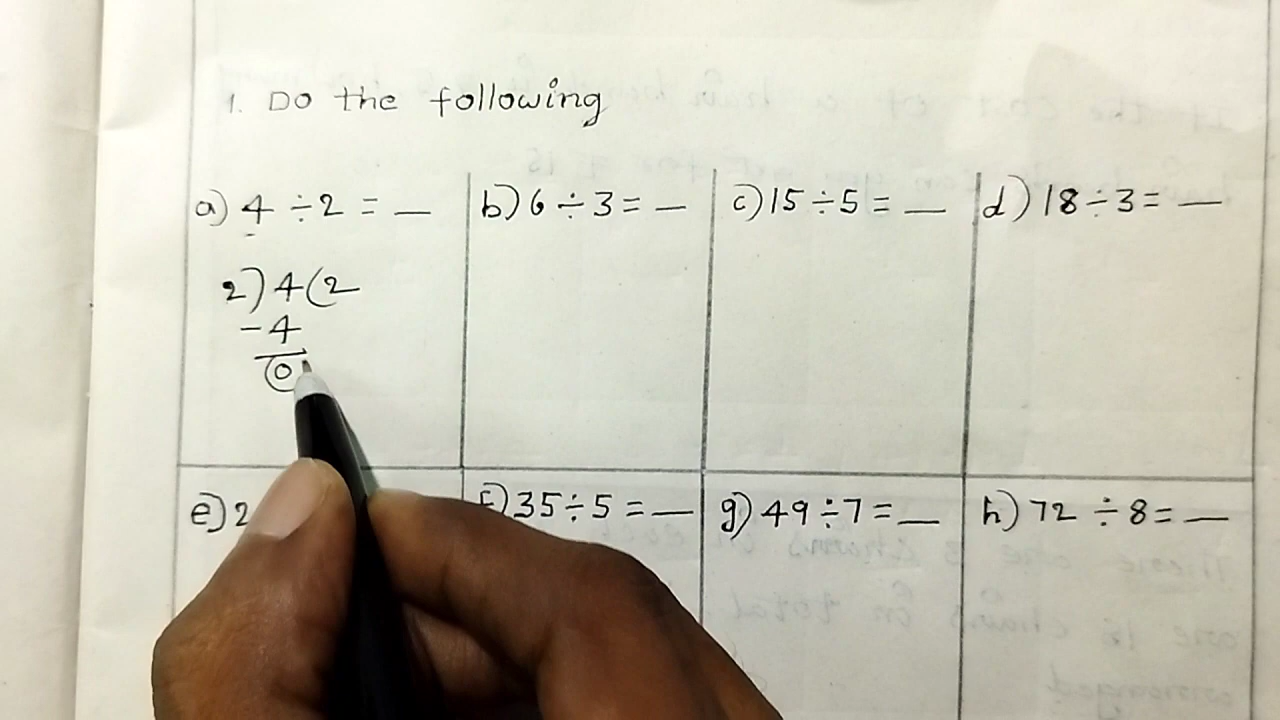 1. Do the following
a) 4 ÷ 2 = __
b) 6 ÷ 3 = __
c) 15 ÷ 5 = __
d) 18 ÷ 3 = __
2) 4 ( 2
- 4
0
e) 2
f) 35 ÷ 5 = __
g) 49 ÷ 7 = __
h) 72 ÷ 8 = __